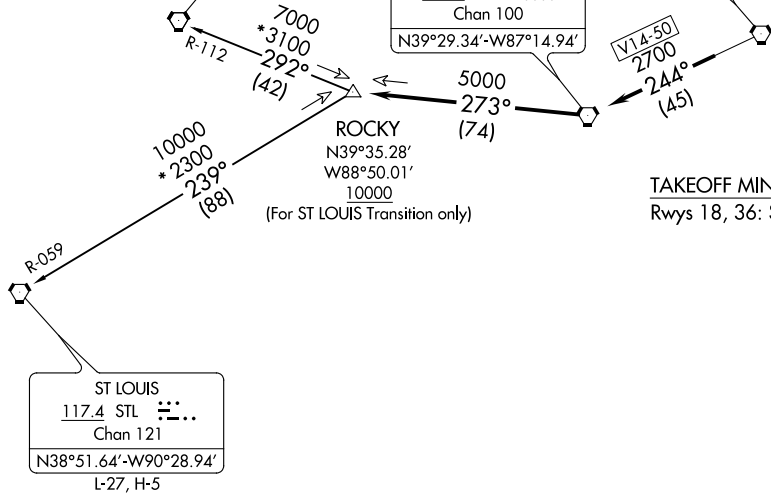 Chan 100
N39°29.34'-W87°14.94'
7000
*3100
292°
(42)
R-112
5000
273°
(74)
V14-50
2700
244°
(45)
ROCKY
N39°35.28'
W88°50.01'
10000
(For ST LOUIS Transition only)
10000
*2300
239°
(88)
R-059
TAKEOFF MIN
Rwys 18, 36:
ST LOUIS
117.4 STL
Chan 121
N38°51.64'-W90°28.94'
L-27, H-5